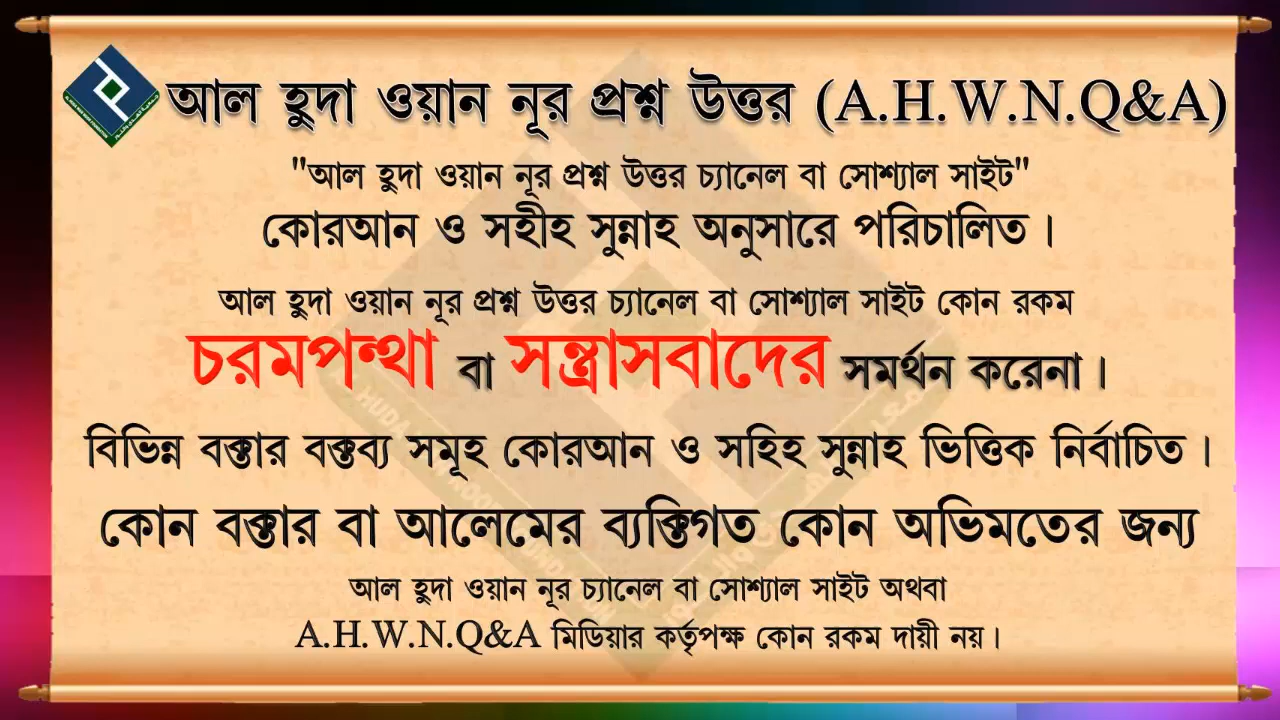 আল হুদা ওয়ান নূর প্রশ্ন উত্তর (A.H.W.N.Q&A)
"আল হুদা ওয়ান নূর প্রশ্ন উত্তর চ্যানেল বা সোশ্যাল সাইট"
কোরআন ও সহীহ সুন্নাহ অনুসারে পরিচালিত।
আল হুদা ওয়ান নূর প্রশ্ন উত্তর চ্যানেল বা সোশ্যাল সাইট কোন রকম
চরমপন্থা বা সন্ত্রাসবাদের সমর্থন করেনা।
বিভিন্ন বক্তার বক্তব্য সমূহ কোরআন ও সহিহ সুন্নাহ ভিত্তিক নির্বাচিত।
কোন বক্তার বা আলেমের ব্যক্তিগত কোন অভিমতের জন্য
আল হুদা ওয়ান নূর চ্যানেল বা সোশ্যাল সাইট অথবা
A.H.W.N.Q&A মিডিয়ার কর্তৃপক্ষ কোন রকম দায়ী নয়।